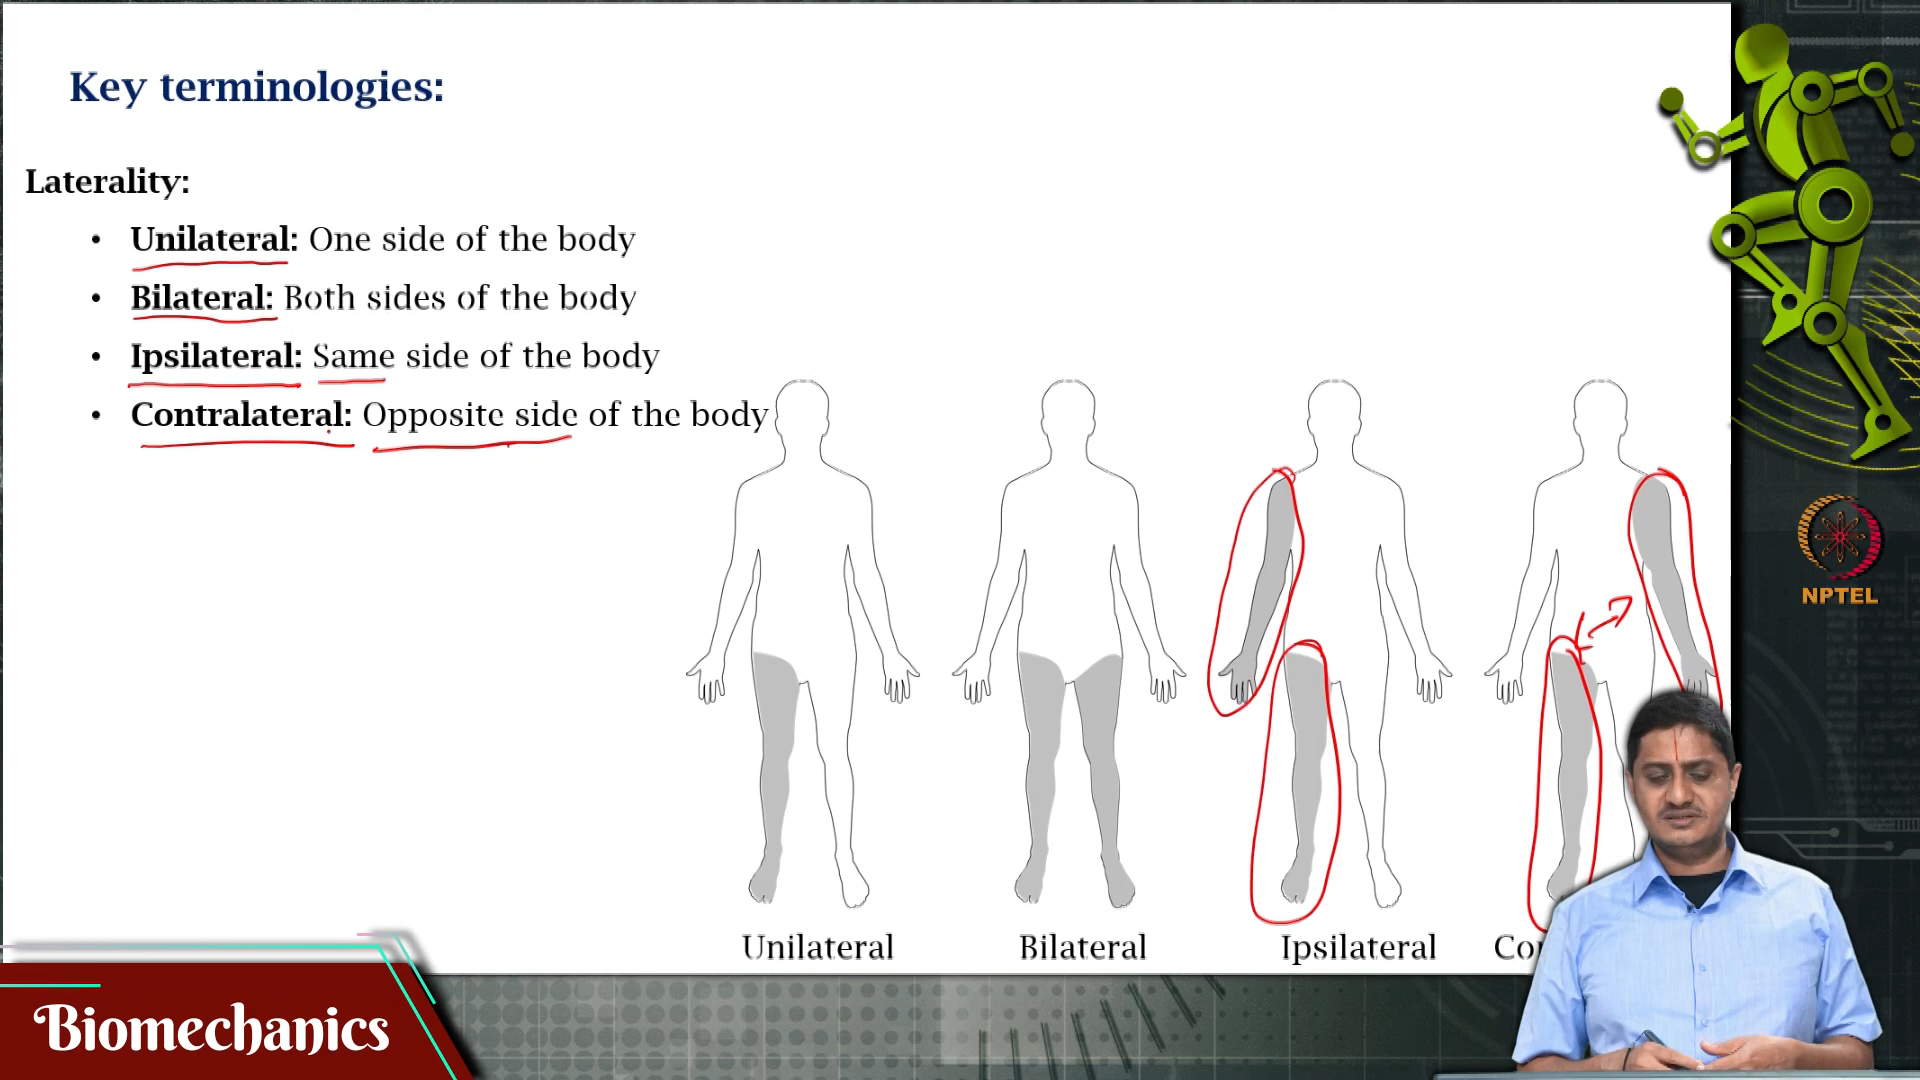 Key terminologies:
Laterality:
• Unilateral: One side of the body
• Bilateral: Both sides of the body
• Ipsilateral: Same side of the body
• Contralateral: Opposite side of the body
Unilateral Bilateral Ipsilateral
NPTEL
Biomechanics